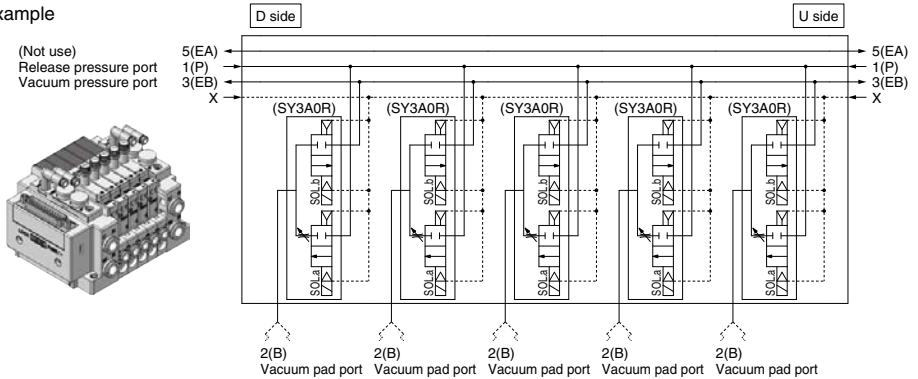 xample
D side
U side
(Not use) 5(EA) 5(EA)
Release pressure port 1(P) 1(P)
Vacuum pressure port 3(EB) 3(EB)
X X
(SY3A0R) (SY3A0R) (SY3A0R) (SY3A0R) (SY3A0R)
SOL.b SOL.b SOL.b SOL.b SOL.b
SOL.a SOL.a SOL.a SOL.a SOL.a
2(B) 2(B) 2(B) 2(B) 2(B)
Vacuum pad port Vacuum pad port Vacuum pad port Vacuum pad port Vacuum pad port